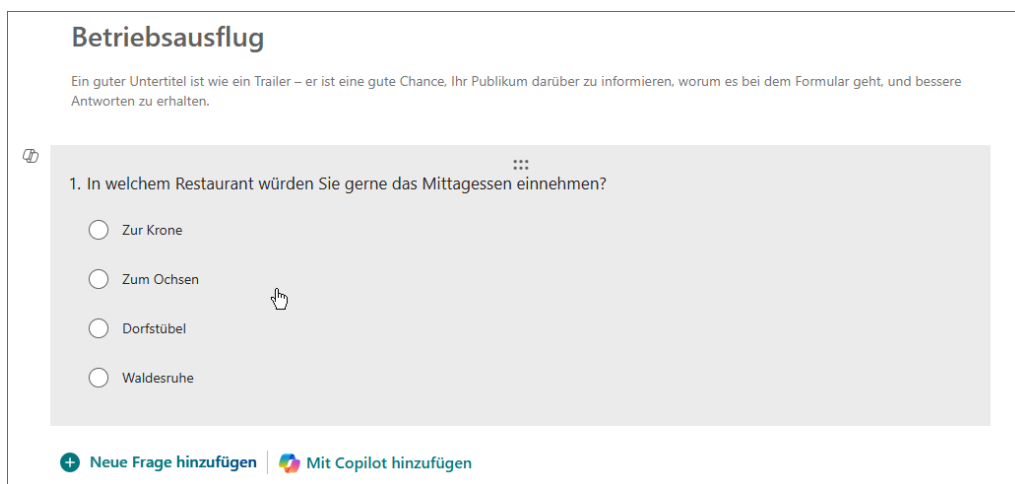 Betriebsausflug
Ein guter Untertitel ist wie ein Trailer – er ist eine gute Chance, Ihr Publikum darüber zu informieren, worum es bei dem Formular geht, und bessere
Antworten zu erhalten.
1. In welchem Restaurant würden Sie gerne das Mittagessen einnehmen?
Zur Krone
Zum Ochsen
Dorfstübel
Waldesruhe
Neue Frage hinzufügen Mit Copilot hinzufügen